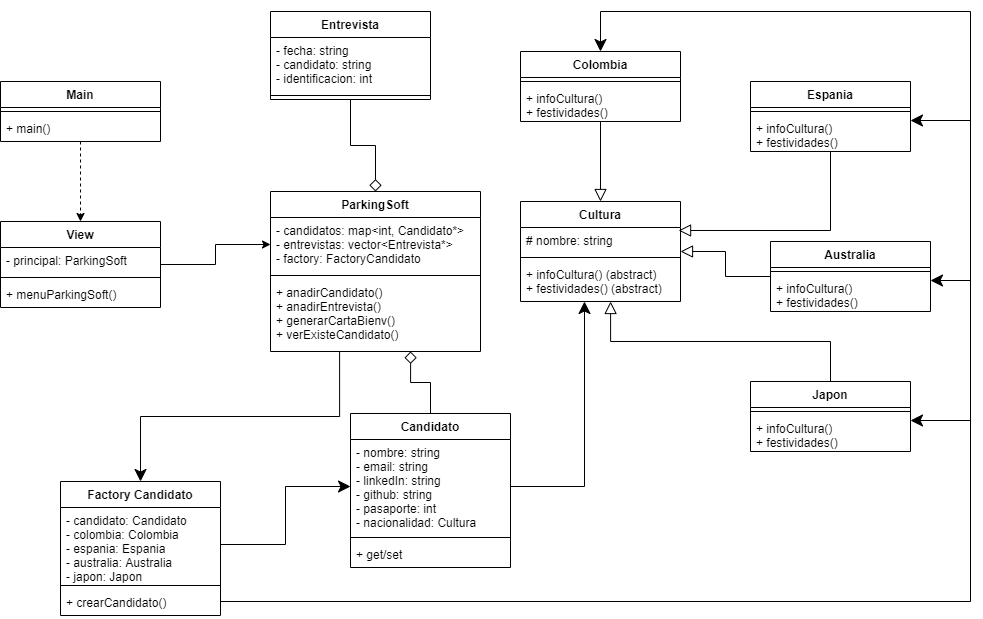 Entrevista
- fecha: string
- candidato: string
- identificacion: int
Main
+ main()
View
- principal: ParkingSoft
+ menuParkingSoft()
ParkingSoft
- candidatos: map<int, Candidato*>
- entrevistas: vector<Entrevista*>
- factory: FactoryCandidato
+ anadirCandidato()
+ anadirEntrevista()
+ generarCartaBienv()
+ verExisteCandidato()
Colombia
+ infoCultura()
+ festividades()
Espania
+ infoCultura()
+ festividades()
Cultura
# nombre: string
+ infoCultura() (abstract)
+ festividades() (abstract)
Australia
+ infoCultura()
+ festividades()
Japon
+ infoCultura()
+ festividades()
Candidato
- nombre: string
- email: string
- linkedIn: string
- github: string
- pasaporte: int
- nacionalidad: Cultura
+ get/set
Factory Candidato
- candidato: Candidato
- colombia: Colombia
- espania: Espania
- australia: Australia
- japon: Japon
+ crearCandidato()